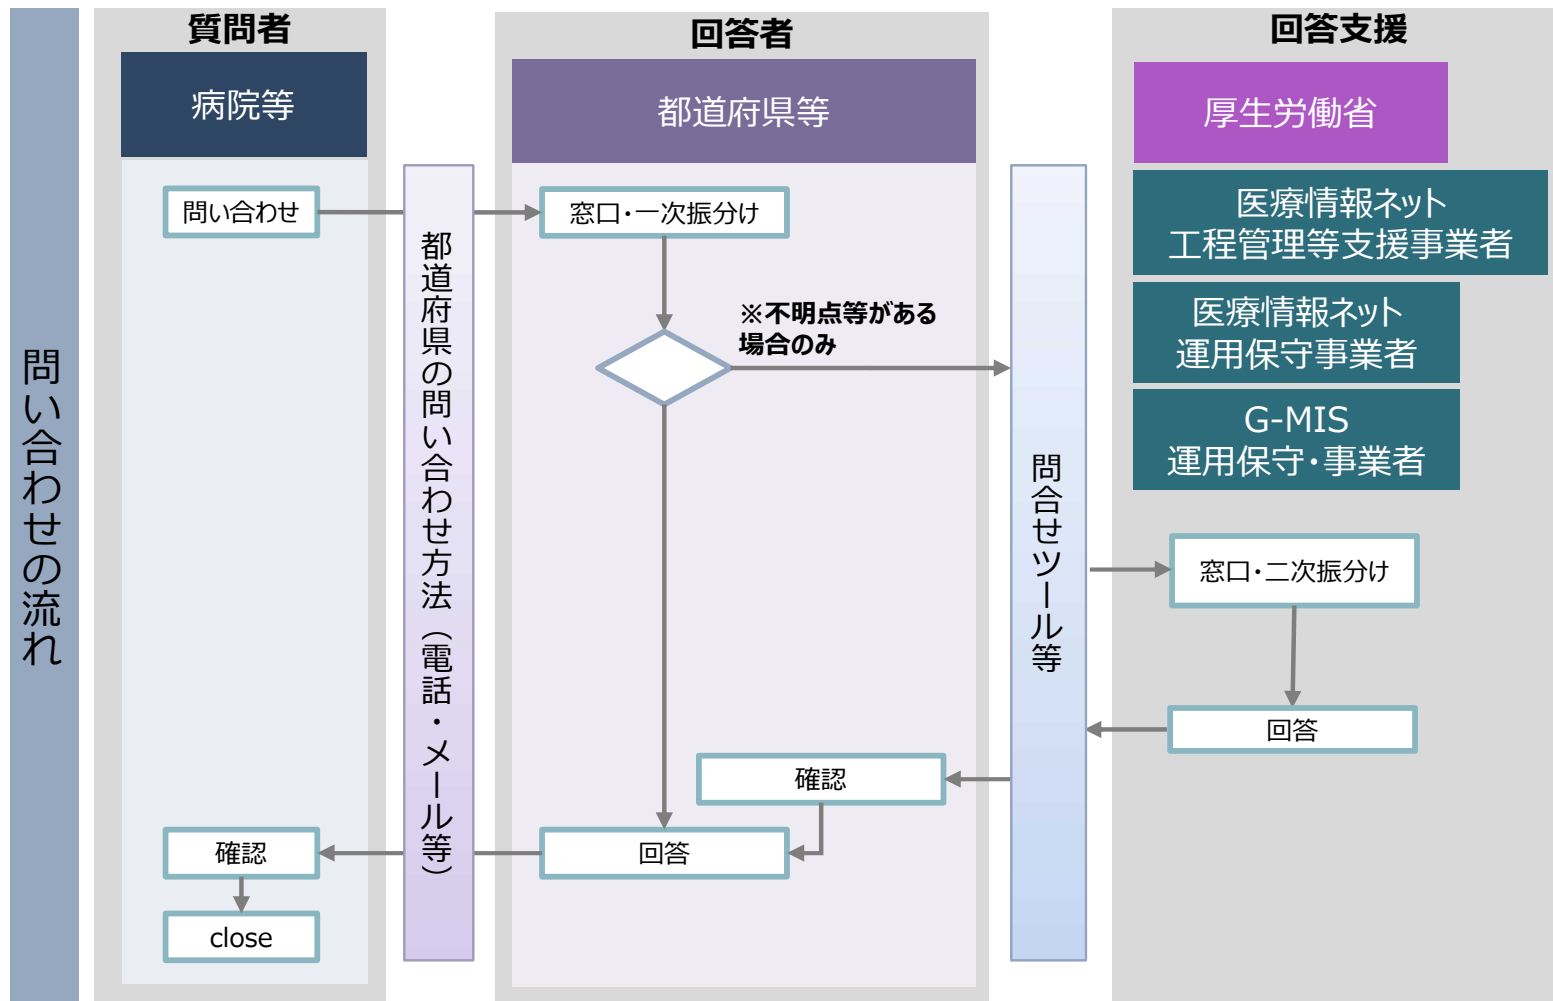 問い合わせの流れ
質問者
病院等
問い合わせ
確認
close
都道府県の問い合わせ方法（電話・メール等）
回答者
都道府県等
窓口・一次振分け
※不明点等がある
場合のみ
確認
回答
問合せツール等
回答支援
厚生労働省
医療情報ネット
工程管理等支援事業者
医療情報ネット
運用保守事業者
G-MIS
運用保守・事業者
窓口・二次振分け
回答